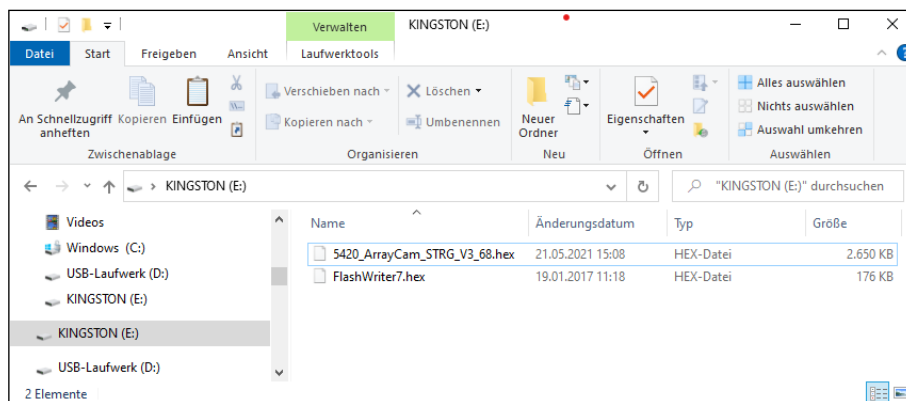 Verwalten KINGSTON (E:)
Datei Start Freigeben Ansicht Laufwerktools
An Schnellzugriff anheften
Kopieren
Einfügen
Zwischenablage
Verschieben nach
Kopieren nach
Löschen
Umbenennen
Organisieren
Neuer Ordner
Neu
Eigenschaften
Öffnen
Alles auswählen
Nichts auswählen
Auswahl umkehren
Auswählen
KINGSTON (E:)
"KINGSTON (E:)" durchsuchen
Videos
Windows (C:)
USB-Laufwerk (D:)
KINGSTON (E:)
KINGSTON (E:)
USB-Laufwerk (D:)
Name Änderungsdatum Typ Größe
5420_ArrayCam_STRG_V3_68.hex 21.05.2021 15:08 HEX-Datei 2.650 KB
FlashWriter7.hex 19.01.2017 11:18 HEX-Datei 176 KB
2 Elemente